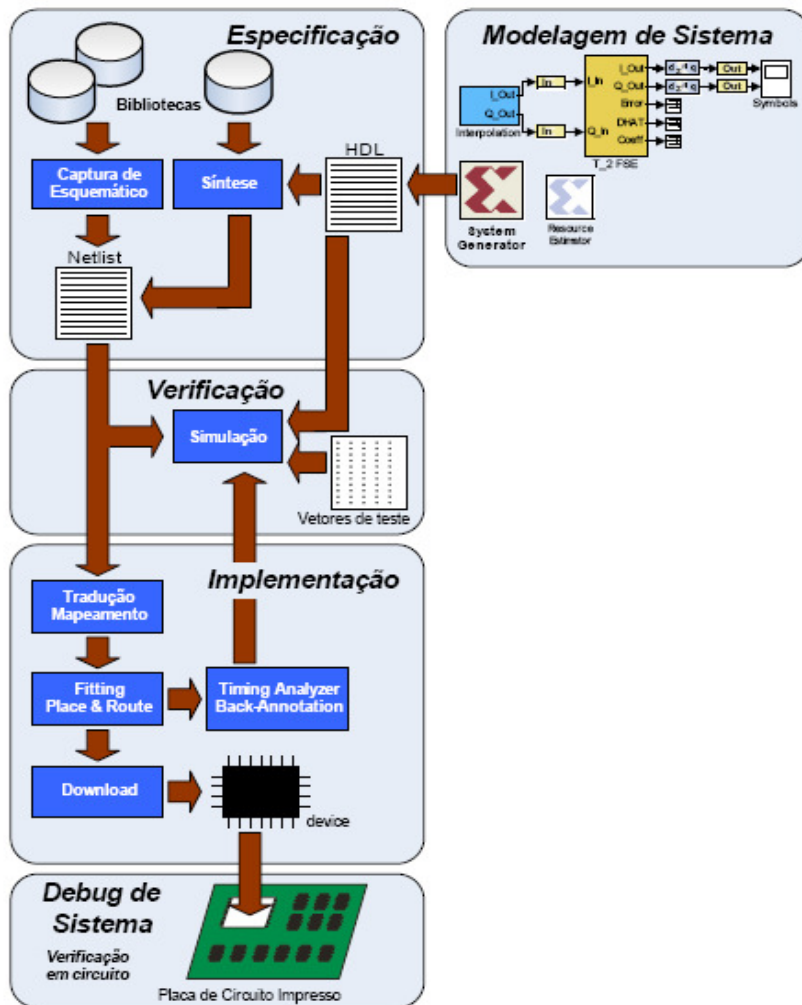 Especificação
Bibliotecas
Captura de
Esquemático
Síntese
HDL
Netlist
Modelagem de Sistema
I_Out
Q_Out
Interpolation
In
In
I_In
Q_In
I_Out
Q_Out
Error
DHAT
Coeff
T_2 FSE
Out
Out
Symbols
System
Generator
Resource
Estimator
Verificação
Simulação
Vetores de teste
Implementação
Tradução
Mapeamento
Fitting
Place & Route
Timing Analyzer
Back-Annotation
Download
device
Debug de
Sistema
Verificação
em circuito
Placa de Circuito Impresso